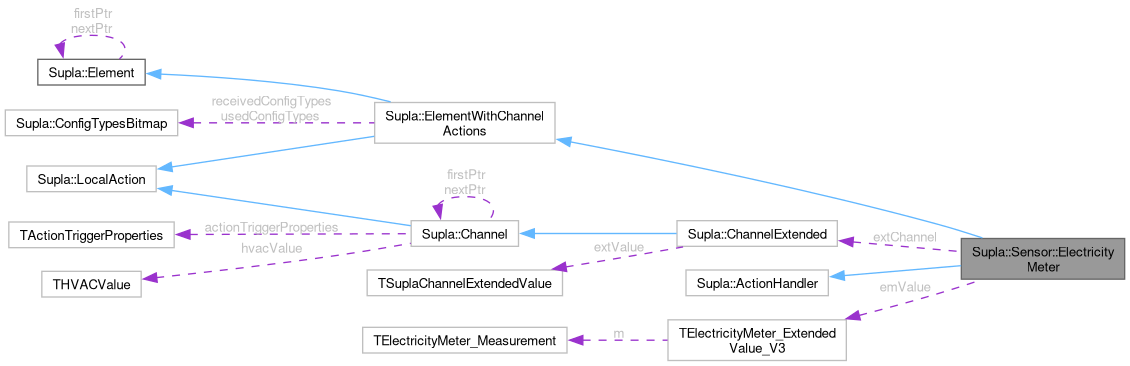 firstPtr
nextPtr
Supla::Element
receivedConfigTypes
usedConfigTypes
Supla::ConfigTypesBitmap
Supla::ElementWithChannel
Actions
Supla::LocalAction
firstPtr
nextPtr
actionTriggerProperties
TActionTriggerProperties
Supla::Channel
Supla::ChannelExtended
extChannel
hvacValue
extValue
Supla::Sensor::Electricity
Meter
THVACValue
TSuplaChannelExtendedValue
Supla::ActionHandler
emValue
TElectricityMeter_Measurement
m
TElectricityMeter_Extended
Value_V3